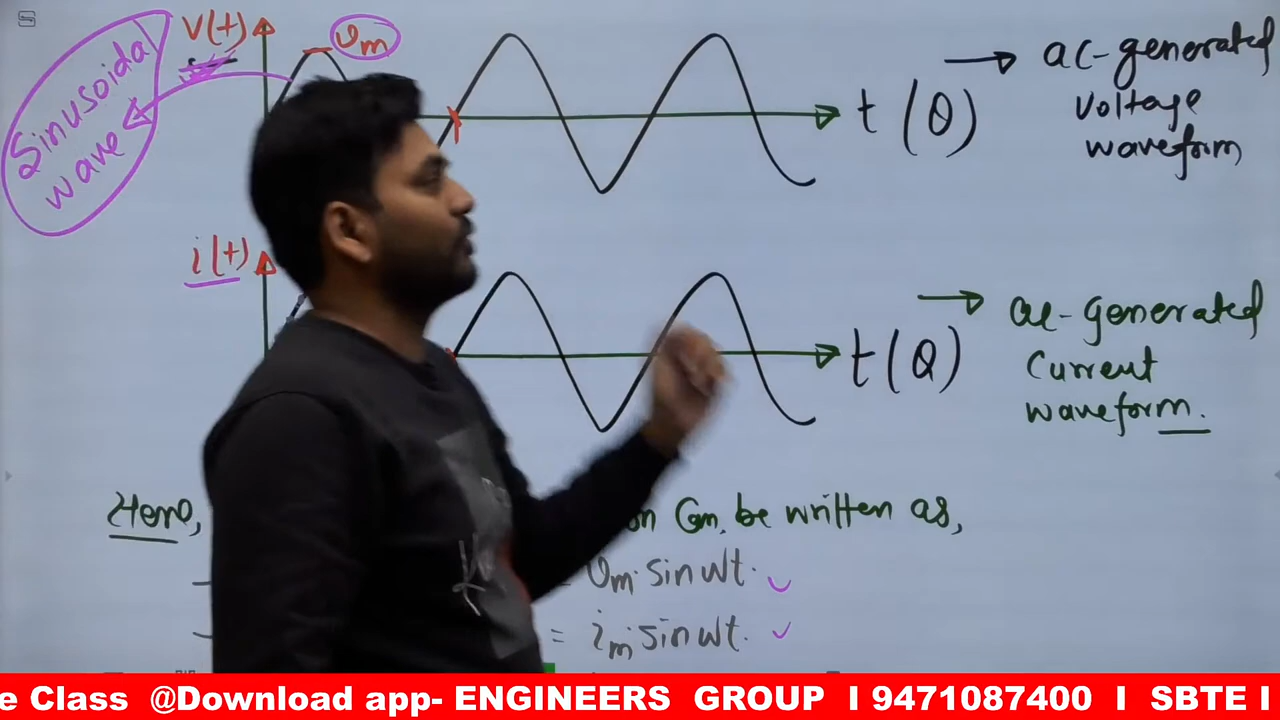 Sinusoidal wave
V(t)
Vm
t (θ)
→ ac-generated
voltage
waveform
i(t)
t (θ)
→ ac-generated
current
waveform.
Here, on can be written as,
Vm. sin wt.
= im. sin wt.
e Class @Download app- ENGINEERS GROUP I 9471087400 I SBTE I